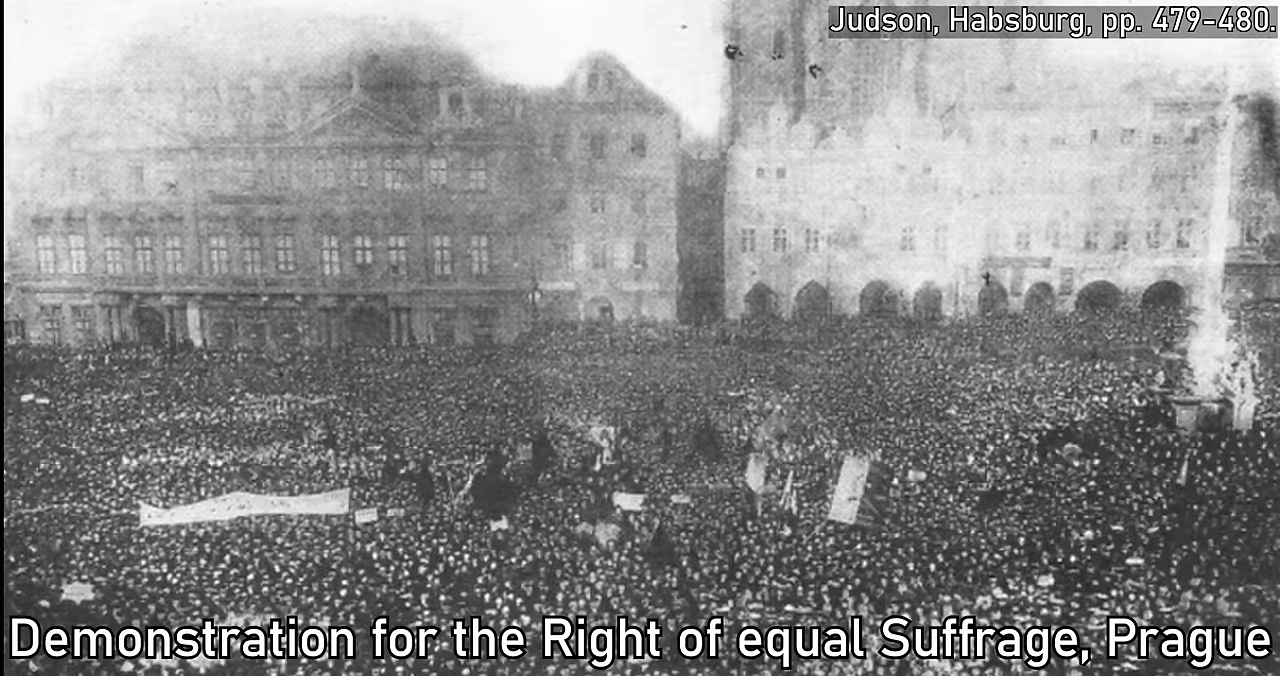 Judson, Habsburg, pp. 479-480.
Demonstration for the Right of equal Suffrage, Prague